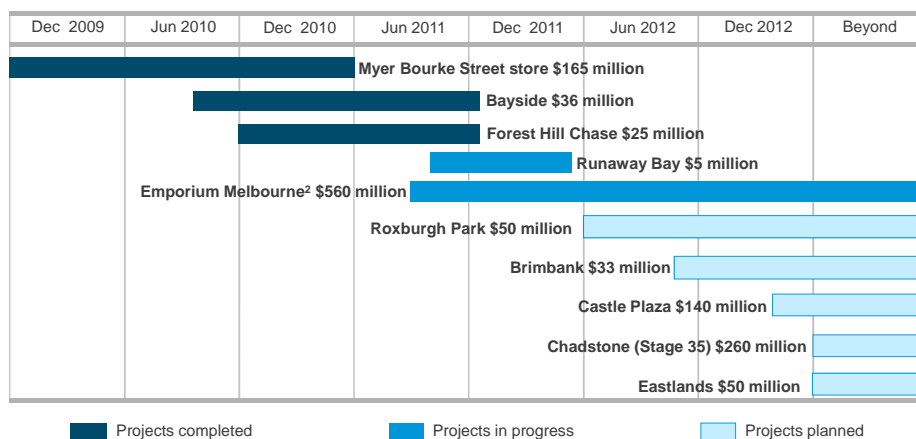 Dec 2009 Jun 2010 Dec 2010 Jun 2011 Dec 2011 Jun 2012 Dec 2012 Beyond
Myer Bourke Street store $165 million
Bayside $36 million
Forest Hill Chase $25 million
Runaway Bay $5 million
Emporium Melbourne² $560 million
Roxburgh Park $50 million
Brimbank $33 million
Castle Plaza $140 million
Chadstone (Stage 35) $260 million
Eastlands $50 million
Projects completed Projects in progress Projects planned